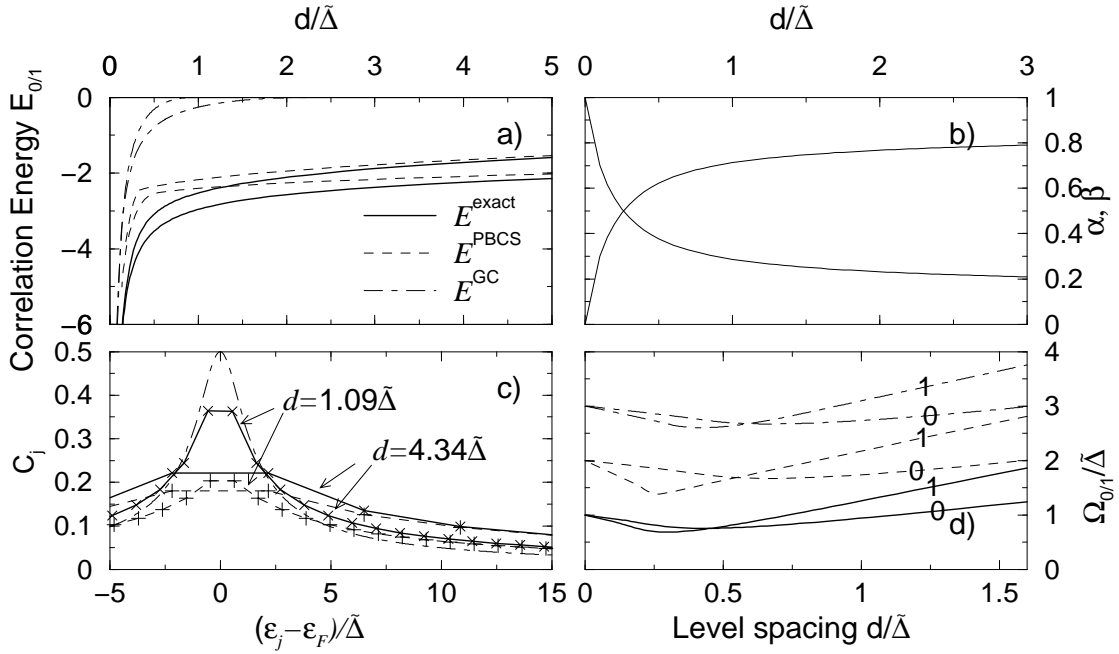 d/Δ̃
d/Δ̃
0 1 2 3 4 5
0 1 2 3
Correlation Energy E0/1
0
−2
−4
−6
a)
E^exact
E^PBCS
E^GC
b)
1
0.8
0.6
0.4
0.2
0
α, β
C_j
0.5
0.4
0.3
0.2
0.1
0
c)
d=1.09Δ̃
d=4.34Δ̃
−5 0 5 10 15
(ε_j−ε_F)/Δ̃
1
0
1
0
1
0
d)
4
3
2
1
0
Ω0/1/Δ̃
0 0.5 1 1.5
Level spacing d/Δ̃